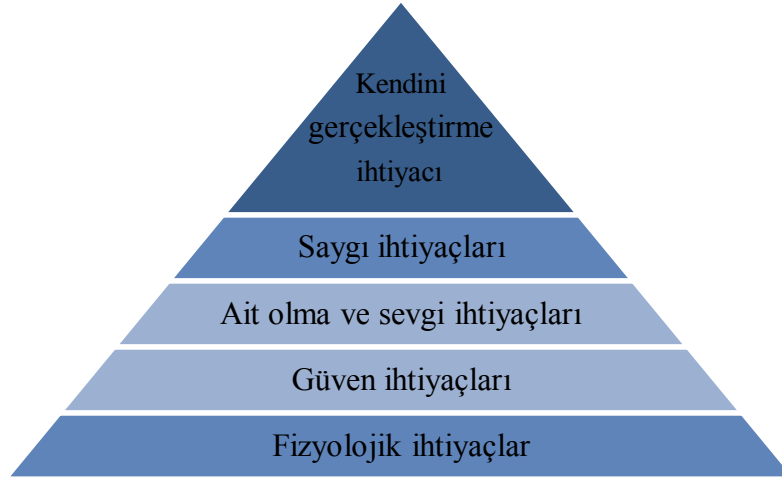 Kendini
gerçekleştirme
ihtiyacı
Saygı ihtiyaçları
Ait olma ve sevgi ihtiyaçları
Güven ihtiyaçları
Fizyolojik ihtiyaçlar